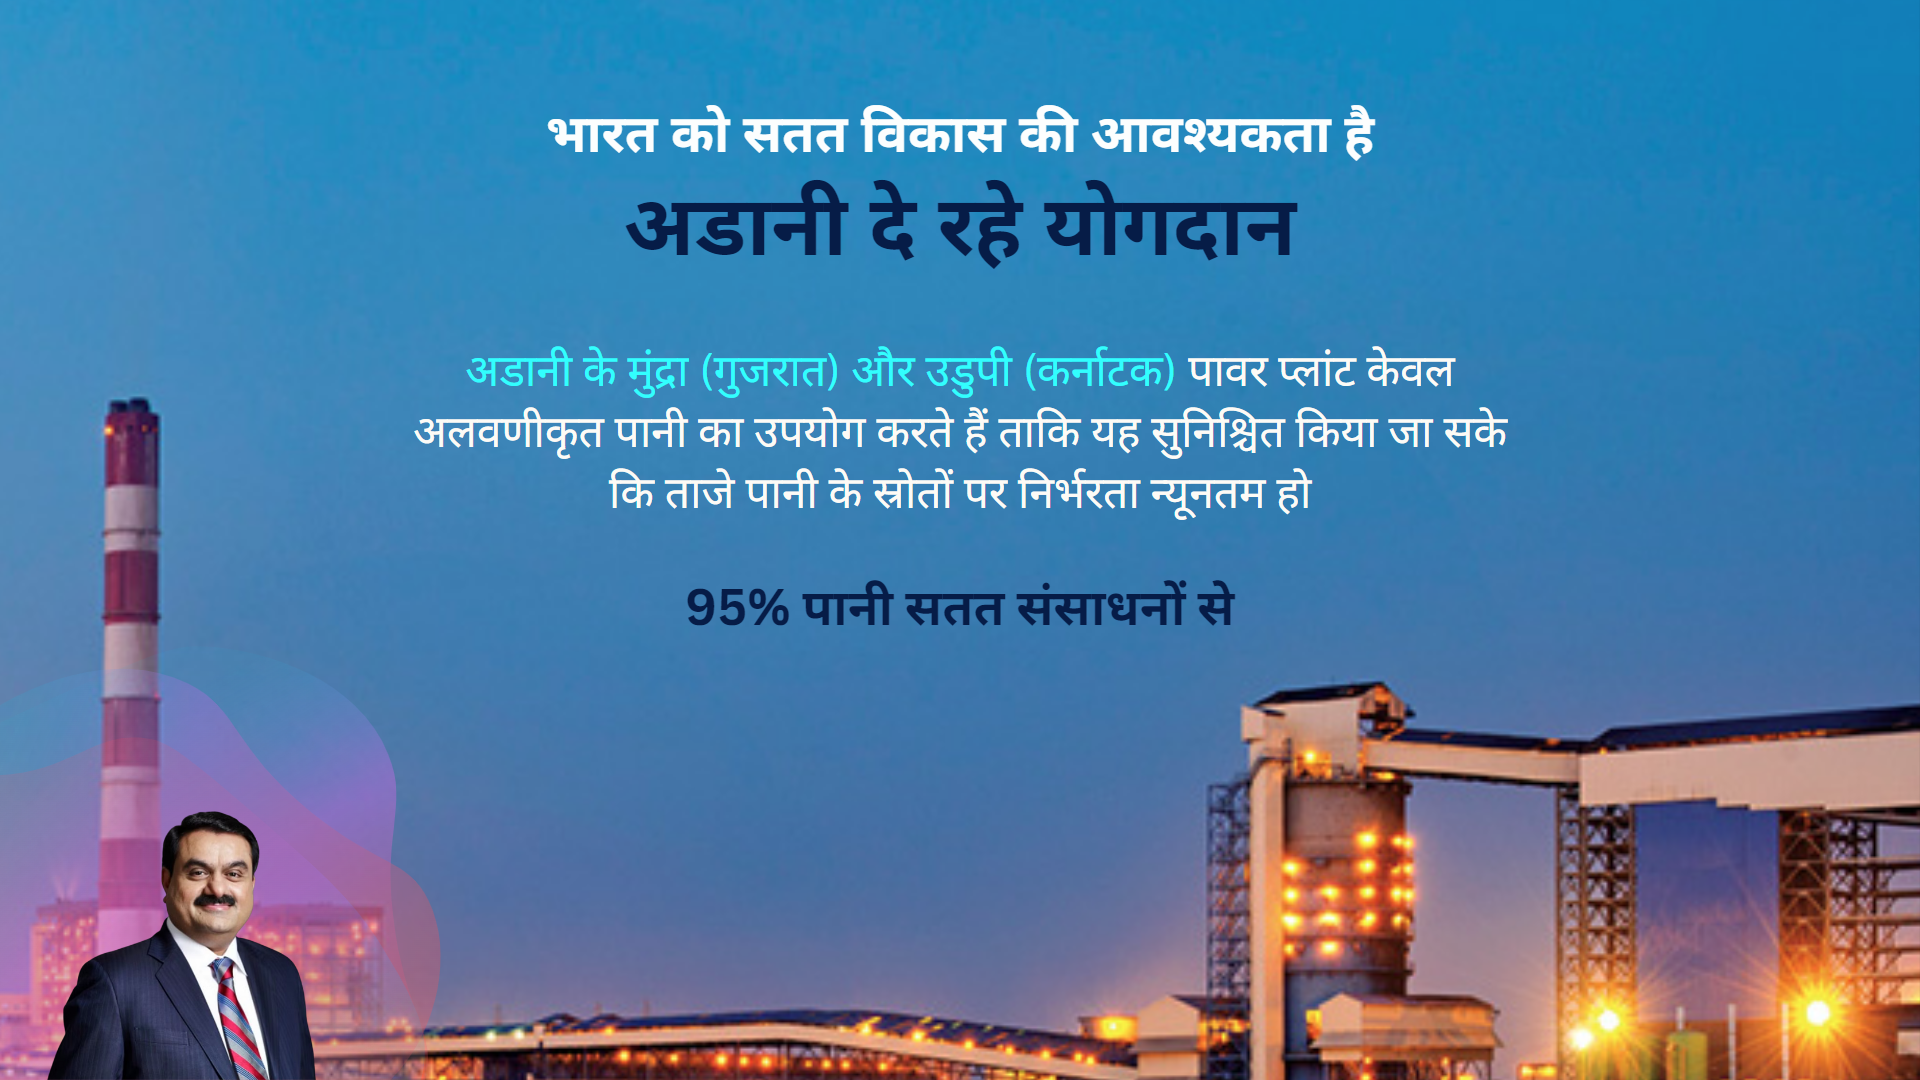 भारत को सतत विकास की आवश्यकता है
अडानी दे रहे योगदान
अडानी के मुंद्रा (गुजरात) और उडुपी (कर्नाटक) पावर प्लांट केवल
अलवणीकृत पानी का उपयोग करते हैं ताकि यह सुनिश्चित किया जा सके
कि ताजे पानी के स्रोतों पर निर्भरता न्यूनतम हो
95% पानी सतत संसाधनों से